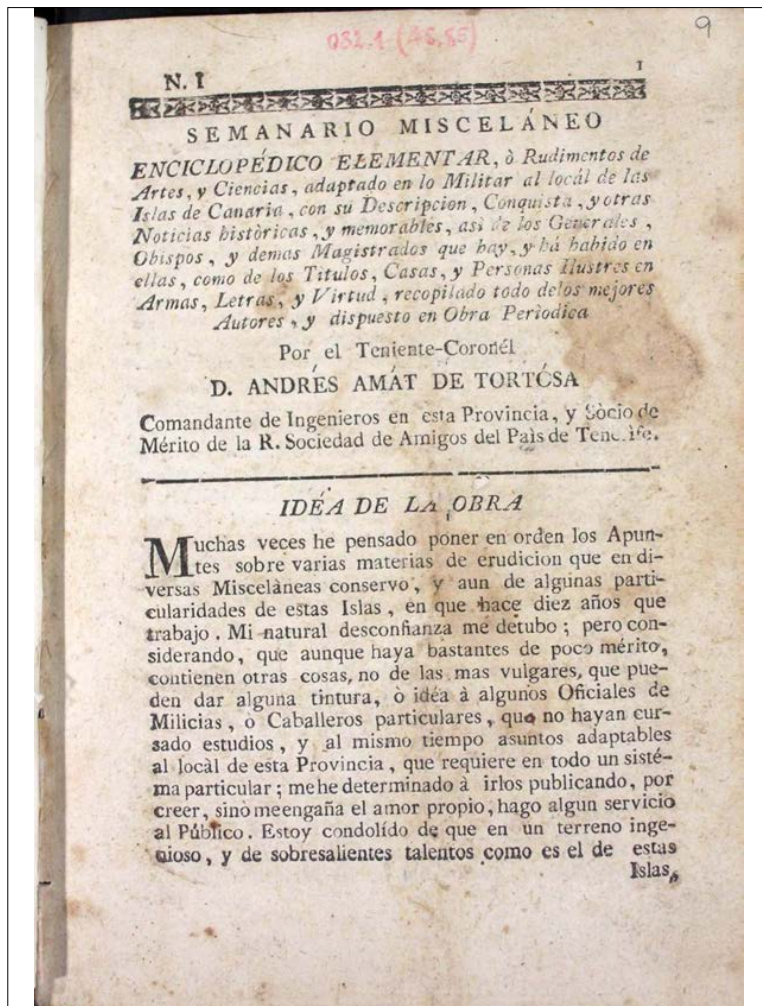 032.1 (46.85)
9
N. I
1
SEMANARIO MISCELÁNEO
ENCICLOPÉDICO ELEMENTAR, ò Rudimentos de
Artes, y Ciencias, adaptado en lo Militar al locál de las
Islas de Canaria, con su Descripcion, Conquista, y otras
Noticias històricas, y memorables, asi de los Generales,
Obispos, y demas Magistrados que hay, y há habido en
ellas, como de los Titulos, Casas, y Personas Ilustres en
Armas, Letras, y Virtud, recopilado todo delos mejores
Autores, y dispuesto en Obra Periodica
Por el Teniente-Coronél
D. ANDRÉS AMÁT DE TORTÓSA
Comandante de Ingenieros en esta Provincia, y Sòcio de
Mérito de la R. Sociedad de Amigos del Paìs de Tenerife.
IDÉA DE LA OBRA
Muchas veces he pensado poner en orden los Apun-
tes sobre varias materias de erudicion que en di-
versas Misceláneas conservo, y aun de algunas parti-
cularidades de estas Islas, en que hace diez años que
trabajo. Mi natural desconfianza me detubo; pero con-
siderando, que aunque haya bastantes de poco mérito,
contienen otras cosas, no de las mas vulgares, que pue-
den dar alguna tintura, ò idéa à algunos Oficiales de
Milicias, ò Caballeros particulares, que no hayan cur-
sado estudios, y al mismo tiempo asuntos adaptables
al locàl de esta Provincia, que requiere en todo un sisté-
ma particular; mehe determinado à irlos publicando, por
creer, sino meengaña el amor propio, hago algun servicio
al Público. Estoy condolído de que en un terreno inge-
nioso, y de sobresalientes talentos como es el de estas
Islas,